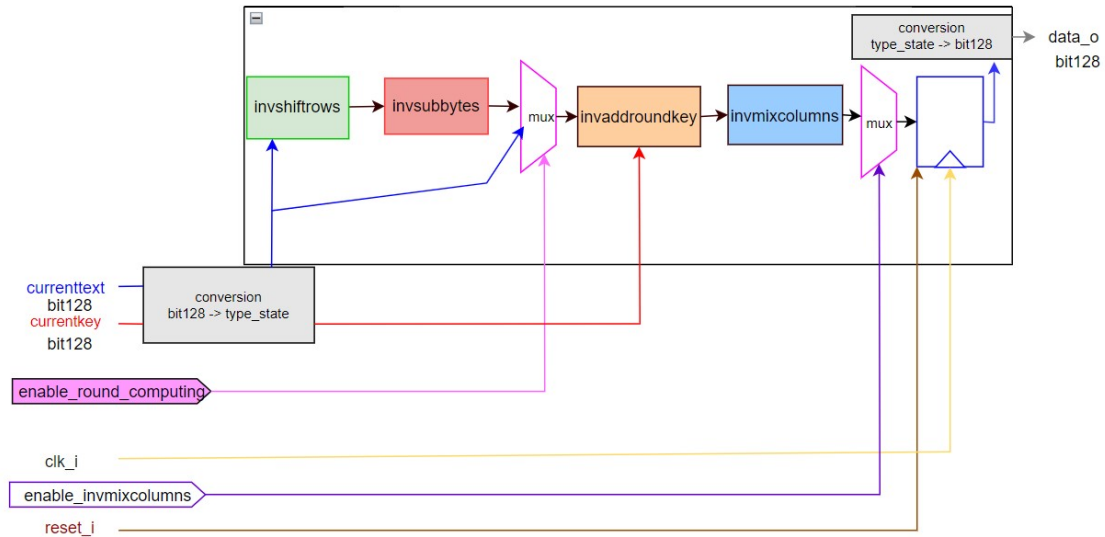 conversion
type_state -> bit128
data_o
bit128
invshiftrows
invsubbytes
mux
invaddroundkey
invmixcolumns
mux
currenttext
bit128
currentkey
bit128
conversion
bit128 -> type_state
enable_round_computing
clk_i
enable_invmixcolumns
reset_i